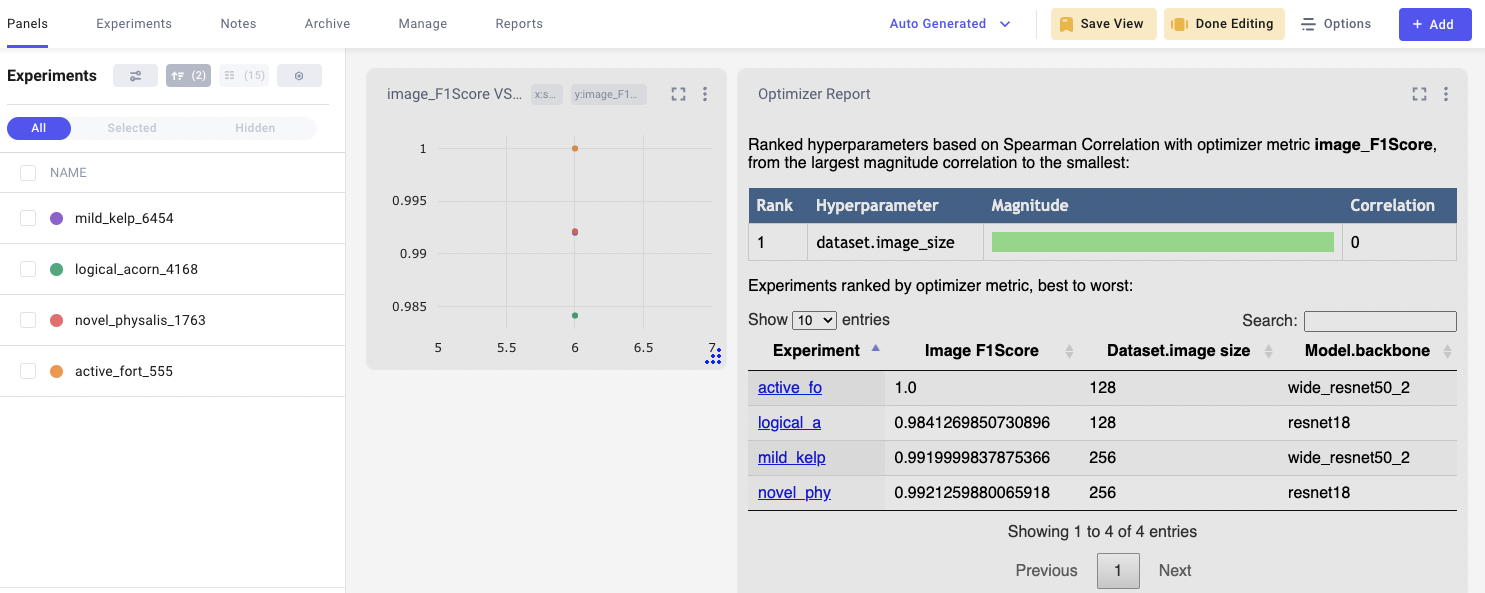 Panels Experiments Notes Archive Manage Reports Auto Generated Save View Done Editing Options + Add
Experiments (2) (15)
All Selected Hidden
NAME
mild_kelp_6454
logical_acorn_4168
novel_physalis_1763
active_fort_555
image_F1Score VS... x:s... y:image_F1...
1
0.995
0.99
0.985
5 5.5 6 6.5 7
Optimizer Report
Ranked hyperparameters based on Spearman Correlation with optimizer metric image_F1Score,
from the largest magnitude correlation to the smallest:
Rank Hyperparameter Magnitude Correlation
1 dataset.image_size 0
Experiments ranked by optimizer metric, best to worst:
Show 10 entries Search:
Experiment Image F1Score Dataset.image size Model.backbone
active_fo 1.0 128 wide_resnet50_2
logical_a 0.9841269850730896 128 resnet18
mild_kelp 0.9919999837875366 256 wide_resnet50_2
novel_phy 0.9921259880065918 256 resnet18
Showing 1 to 4 of 4 entries
Previous 1 Next